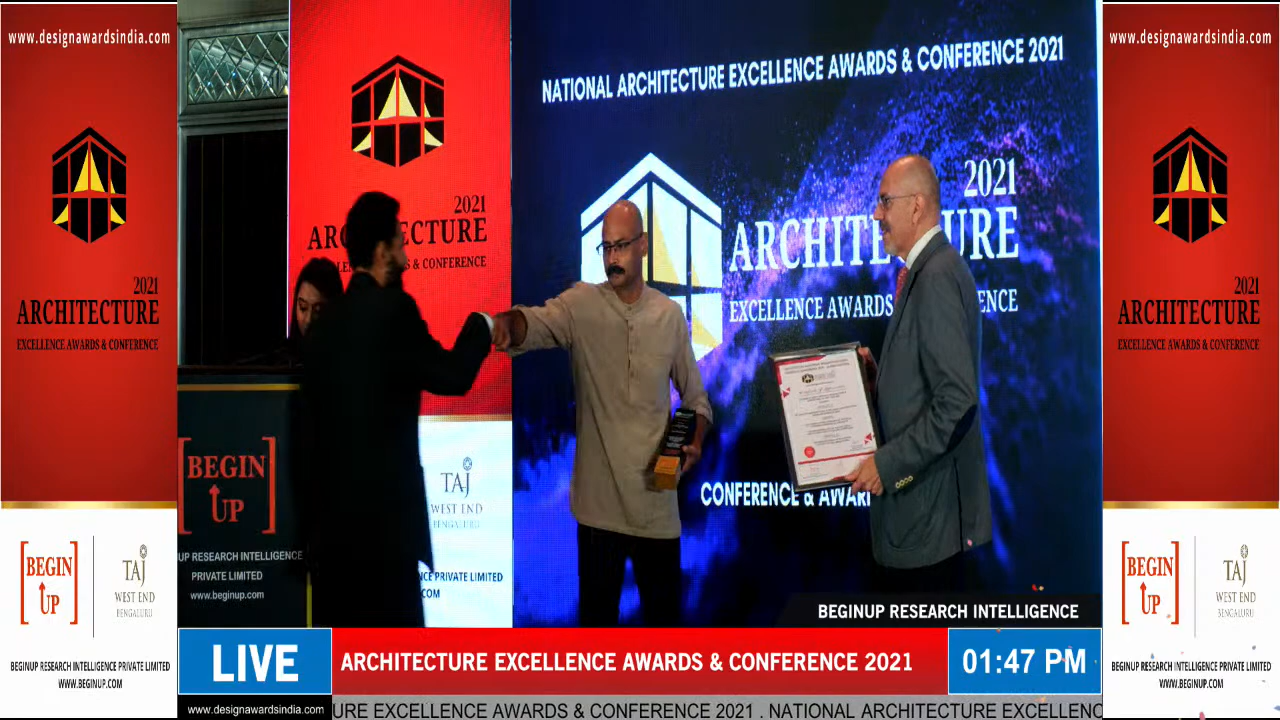 www.designawardsindia.com
2021
ARCHITECTURE
EXCELLENCE AWARDS & CONFERENCE
BEGIN
UP
TAJ
WEST END
BENGALURU
BEGINUP RESEARCH INTELLIGENCE PRIVATE LIMITED
WWW.BEGINUP.COM
2021
AR ECTURE
S & CONFERENCE
BEGIN
UP
UP RESEARCH INTELLIGENCE
PRIVATE LIMITED
www.beginup.com
TAJ
WEST END
BENGALURU
NCE PRIVATE LIMITED
.COM
NATIONAL ARCHITECTURE EXCELLENCE AWARDS & CONFERENCE 2021
2021
ARCHITE URE
EXCELLENCE AWARDS ENCE
CONFERENCE & AWAR
BEGINUP RESEARCH INTELLIGENCE
LIVE
ARCHITECTURE EXCELLENCE AWARDS & CONFERENCE 2021
01:47 PM
www.designawardsindia.com
URE EXCELLENCE AWARDS & CONFERENCE 2021 . NATIONAL ARCHITECTURE EXCELLENC
www.designawardsindia.com
2021
ARCHITECTURE
EXCELLENCE AWARDS & CONFERENCE
BEGIN
UP
TAJ
WEST END
BENGALURU
BEGINUP RESEARCH INTELLIGENCE PRIVATE LIMITED
WWW.BEGINUP.COM